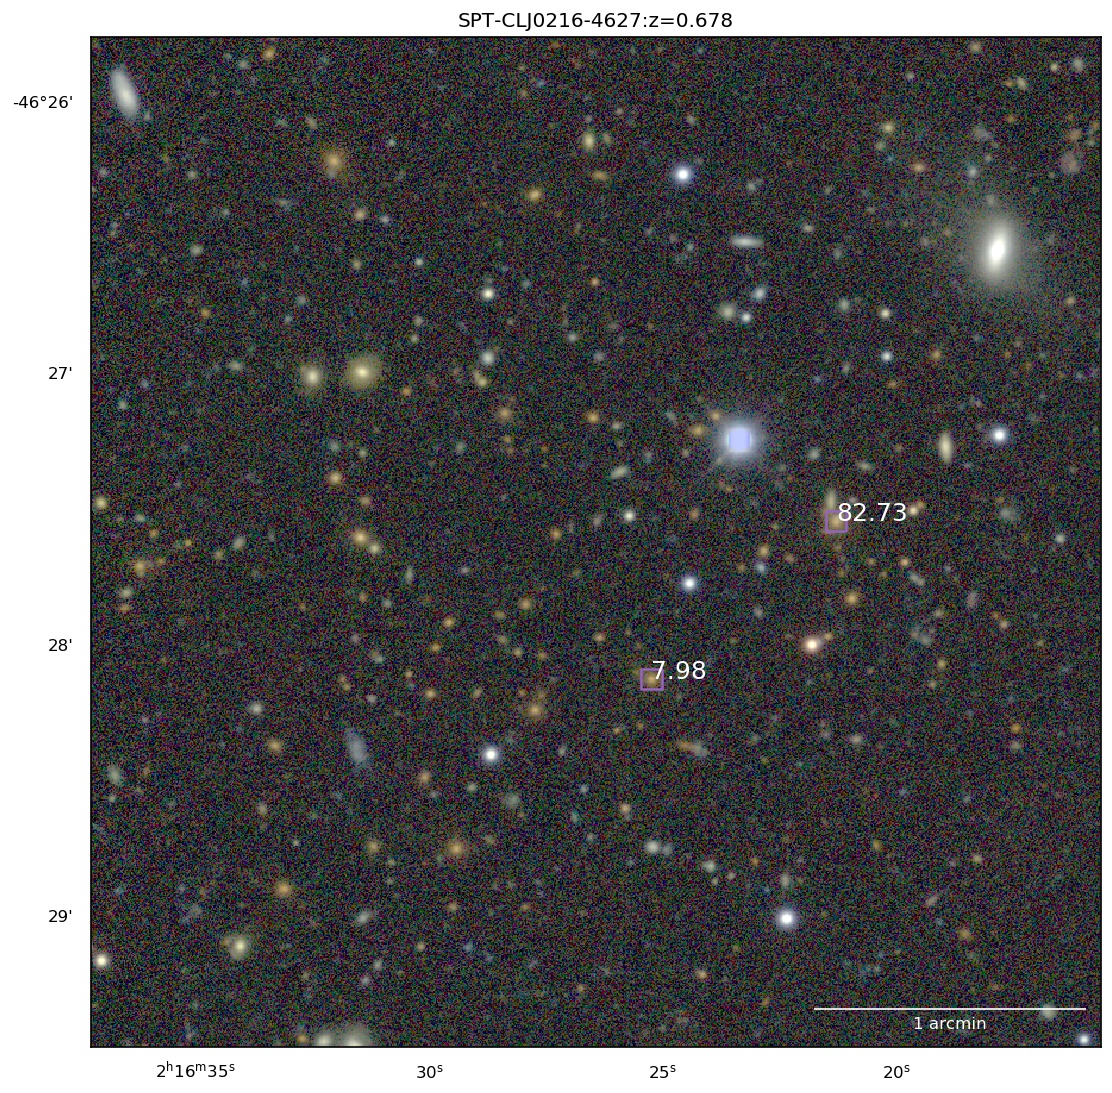 SPT-CLJ0216-4627:z=0.678
-46°26'
27'
82.73
28'
7.98
29'
1 arcmin
2ʰ16ᵐ35ˢ 30ˢ 25ˢ 20ˢ